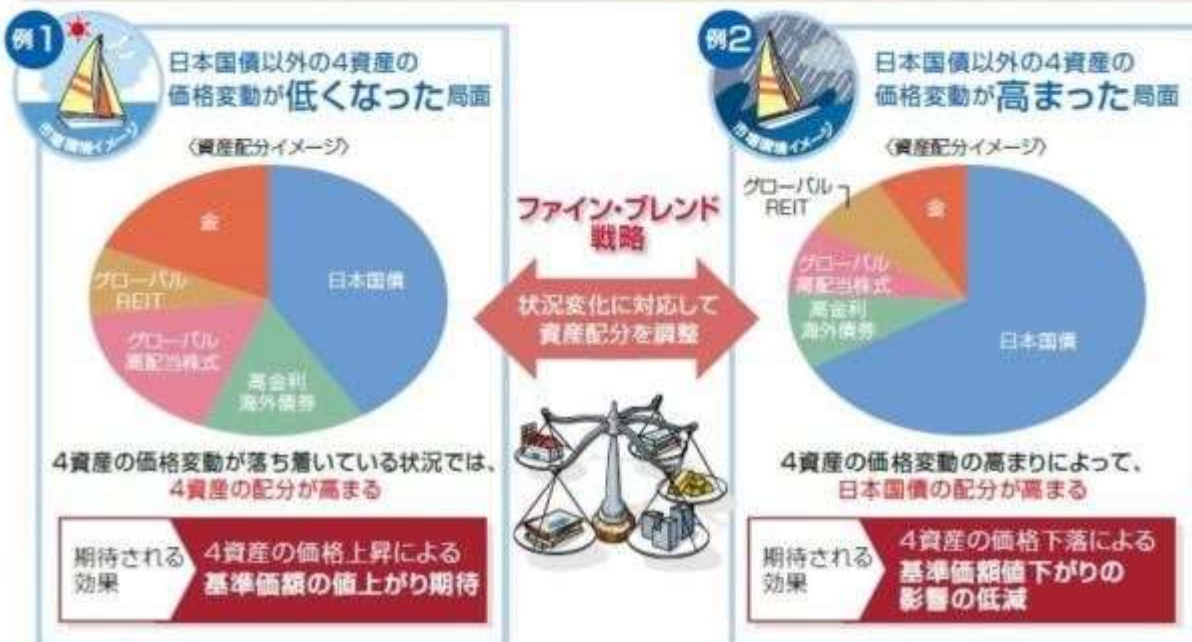 例1
日本国債以外の4資産の
価格変動が低くなった局面
市場環境イメージ
〈資産配分イメージ〉
金
日本国債
グローバル
REIT
グローバル
高配当株式
高金利
海外債券
4資産の価格変動が落ち着いている状況では、
4資産の配分が高まる
期待される
効果
4資産の価格上昇による
基準価額の値上がり期待
ファイン・ブレンド
戦略
状況変化に対応して
資産配分を調整
例2
日本国債以外の4資産の
価格変動が高まった局面
市場環境イメージ
〈資産配分イメージ〉
グローバル
REIT
金
グローバル
高配当株式
高金利
海外債券
日本国債
4資産の価格変動の高まりによって、
日本国債の配分が高まる
期待される
効果
4資産の価格下落による
基準価額値下がりの
影響の低減